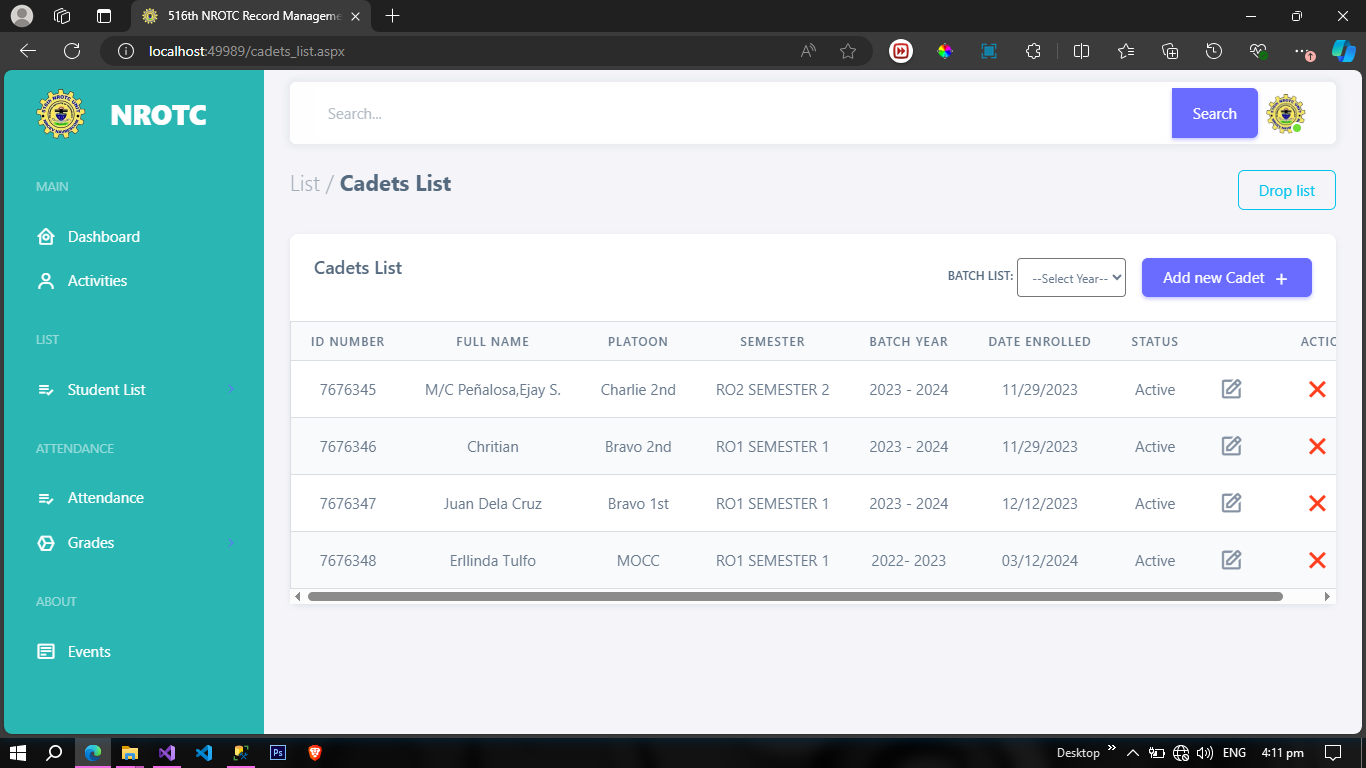 516th NROTC Record Manageme
localhost:49989/cadets_list.aspx
NROTC
MAIN
Dashboard
Activities
LIST
Student List
ATTENDANCE
Attendance
Grades
ABOUT
Events
Search...
Search
List / Cadets List
Drop list
Cadets List
BATCH LIST: --Select Year--
Add new Cadet +
ID NUMBER FULL NAME PLATOON SEMESTER BATCH YEAR DATE ENROLLED STATUS ACTIC
7676345 M/C Peñalosa,Ejay S. Charlie 2nd RO2 SEMESTER 2 2023 - 2024 11/29/2023 Active
7676346 Chritian Bravo 2nd RO1 SEMESTER 1 2023 - 2024 11/29/2023 Active
7676347 Juan Dela Cruz Bravo 1st RO1 SEMESTER 1 2023 - 2024 12/12/2023 Active
7676348 Erllinda Tulfo MOCC RO1 SEMESTER 1 2022- 2023 03/12/2024 Active
Ps
Desktop
ENG
4:11 pm